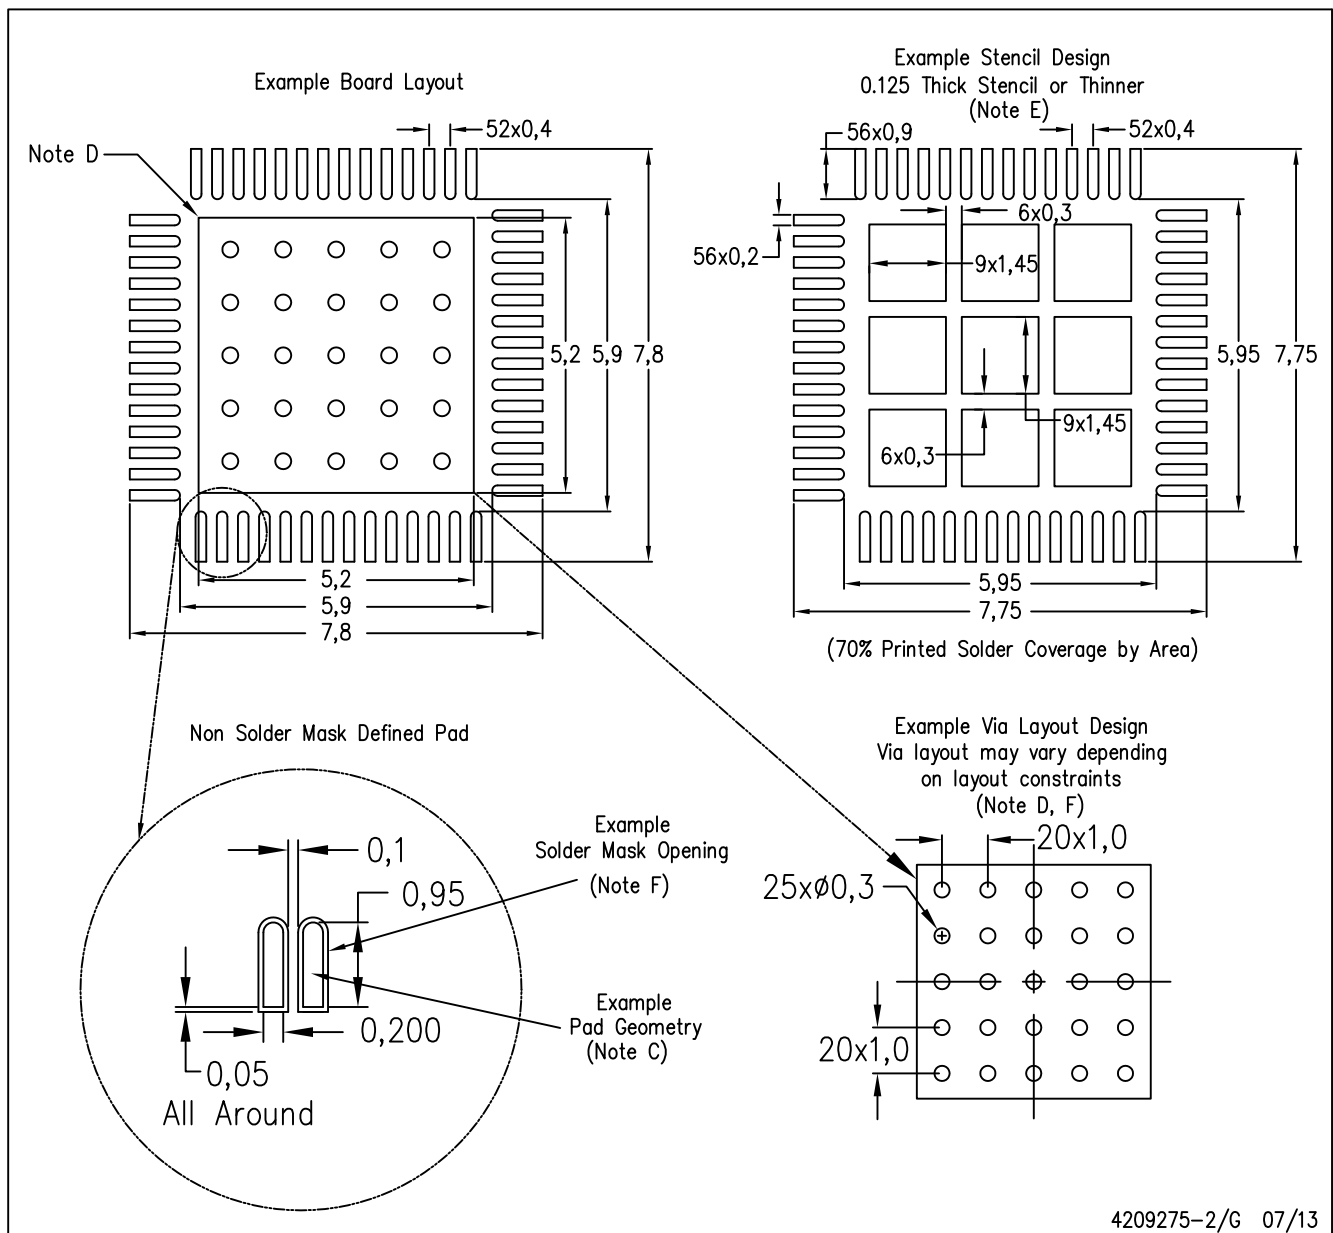 Example Board Layout
52x0,4
Note D
5,2
5,9
7,8
5,2
5,9
7,8
Example Stencil Design
0.125 Thick Stencil or Thinner
(Note E)
56x0,9
52x0,4
6x0,3
56x0,2
9x1,45
5,95
7,75
9x1,45
6x0,3
5,95
7,75
(70% Printed Solder Coverage by Area)
Non Solder Mask Defined Pad
0,1
0,95
Example
Solder Mask Opening
(Note F)
Example
Pad Geometry
(Note C)
0,200
0,05
All Around
Example Via Layout Design
Via layout may vary depending
on layout constraints
(Note D, F)
20x1,0
25xø0,3
20x1,0
4209275-2/G 07/13